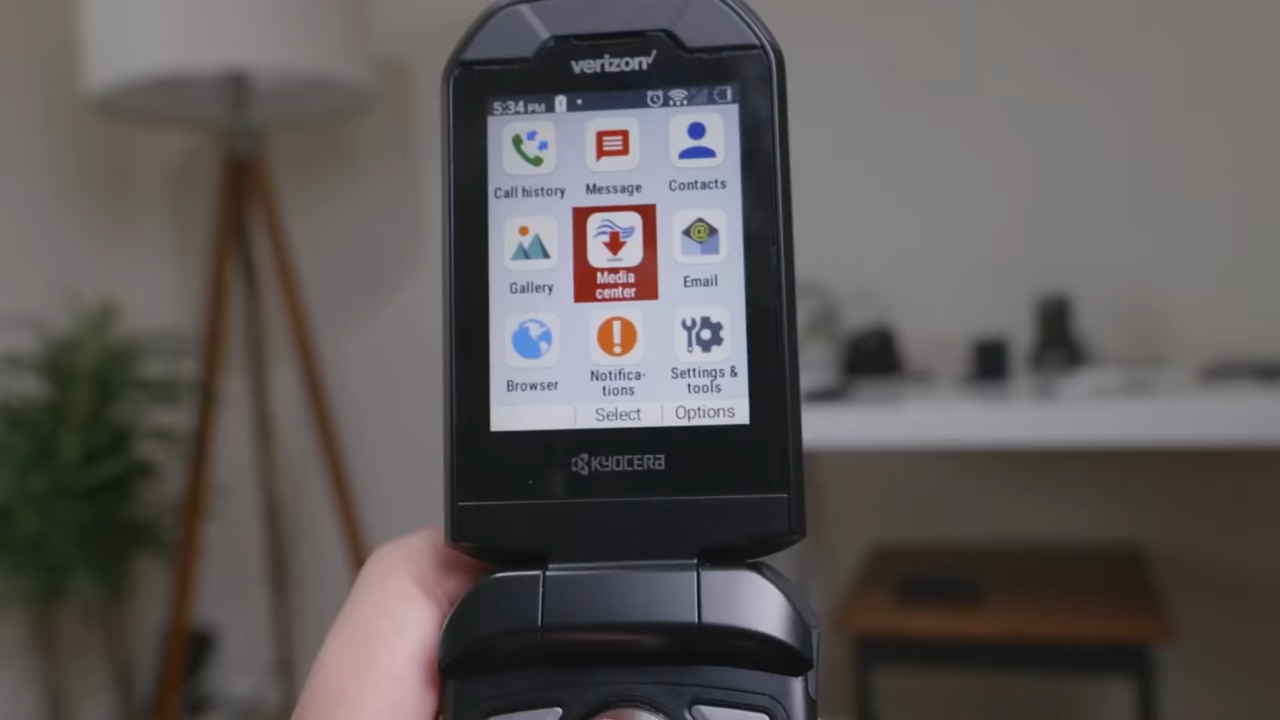 verizon
5:34 PM
Call history
Message
Contacts
Gallery
Media
center
Email
Browser
Notifica-
tions
Settings &
tools
Select
Options
KYOCERA